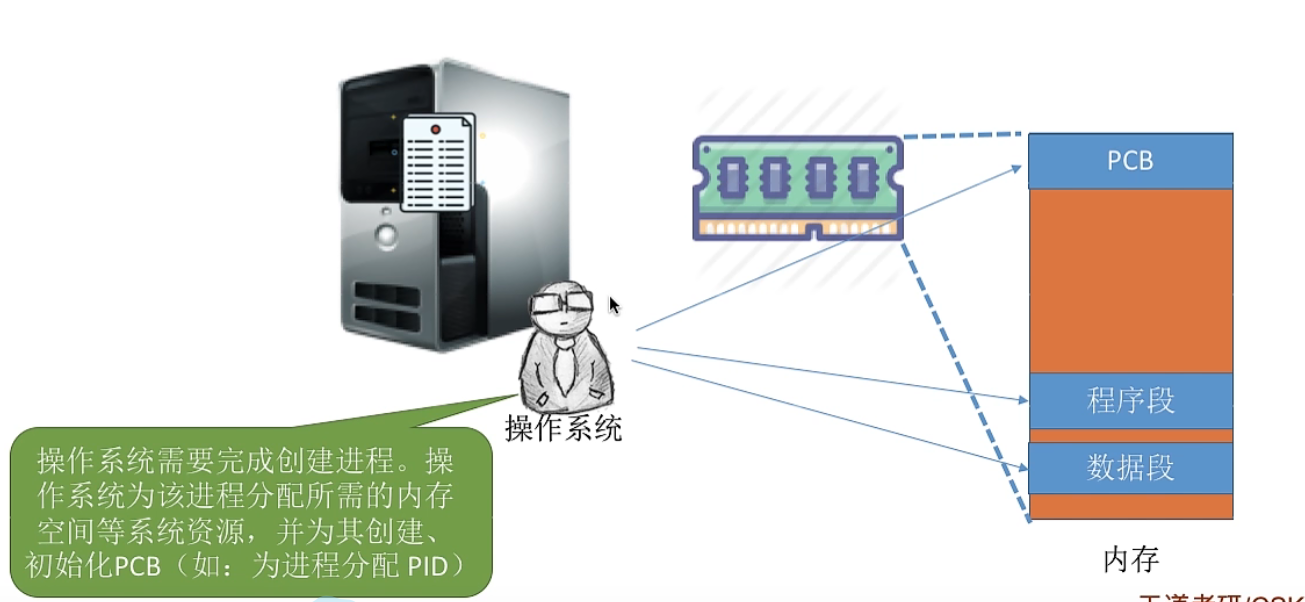 PCB
程序段
数据段
内存
操作系统
操作系统需要完成创建进程。操
作系统为该进程分配所需的内存
空间等系统资源，并为其创建、
初始化PCB（如：为进程分配 PID）